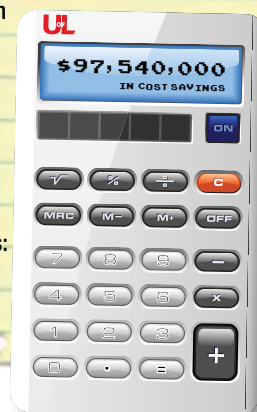 n
UofL
$97,540,000
IN COST SAVINGS
ON
√ % ÷ C
MRC M− M+ OFF
7 8 9 −
s:
4 5 6 x
1 2 3
+
0 . =